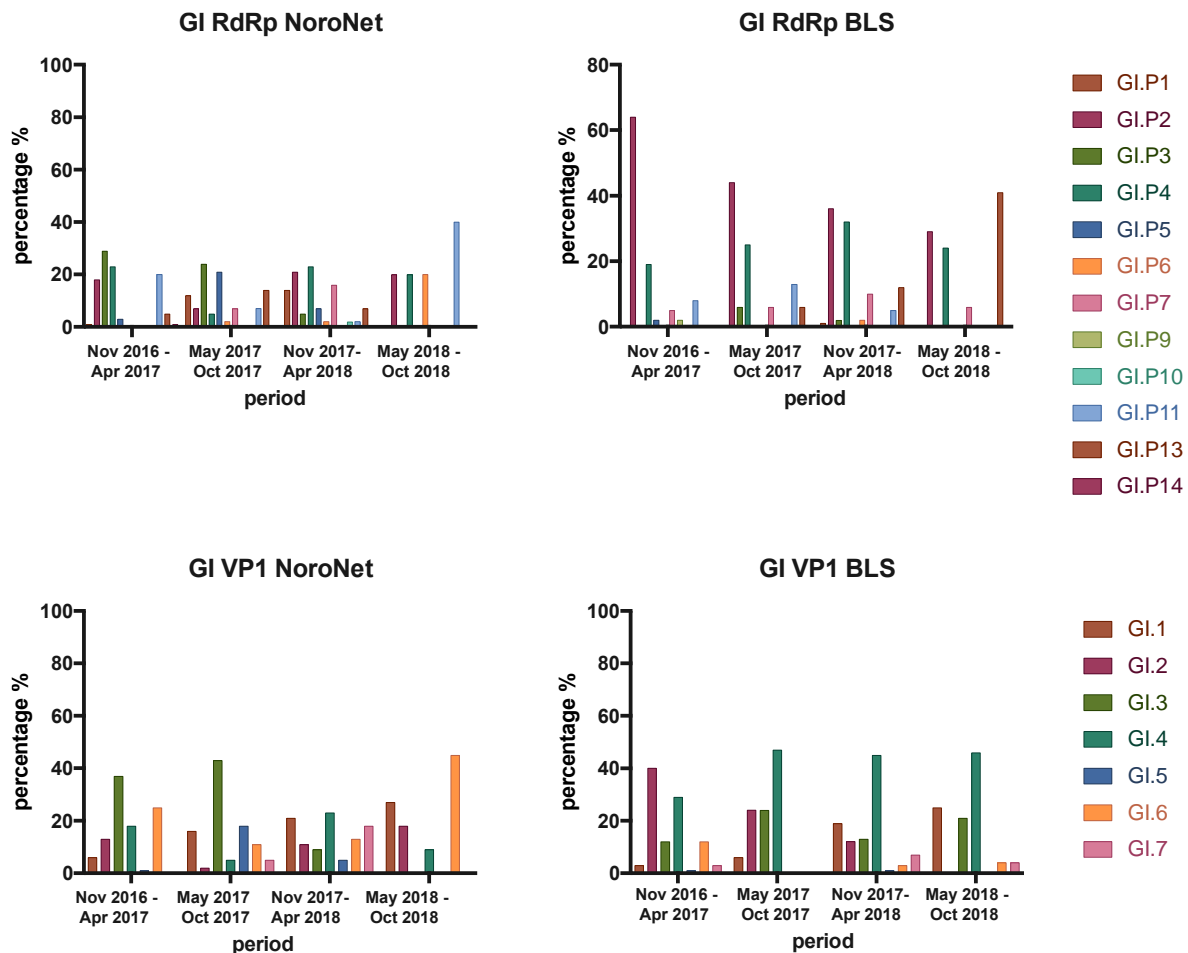 GI RdRp NoroNet
percentage %
100
80
60
40
20
0
Nov 2016 -
Apr 2017
May 2017
Oct 2017
Nov 2017-
Apr 2018
May 2018 -
Oct 2018
period
GI RdRp BLS
percentage %
80
60
40
20
0
Nov 2016 -
Apr 2017
May 2017
Oct 2017
Nov 2017-
Apr 2018
May 2018 -
Oct 2018
period
GI.P1
GI.P2
GI.P3
GI.P4
GI.P5
GI.P6
GI.P7
GI.P9
GI.P10
GI.P11
GI.P13
GI.P14
GI VP1 NoroNet
percentage %
100
80
60
40
20
0
Nov 2016 -
Apr 2017
May 2017
Oct 2017
Nov 2017-
Apr 2018
May 2018 -
Oct 2018
period
GI VP1 BLS
percentage %
100
80
60
40
20
0
Nov 2016 -
Apr 2017
May 2017
Oct 2017
Nov 2017-
Apr 2018
May 2018 -
Oct 2018
period
GI.1
GI.2
GI.3
GI.4
GI.5
GI.6
GI.7